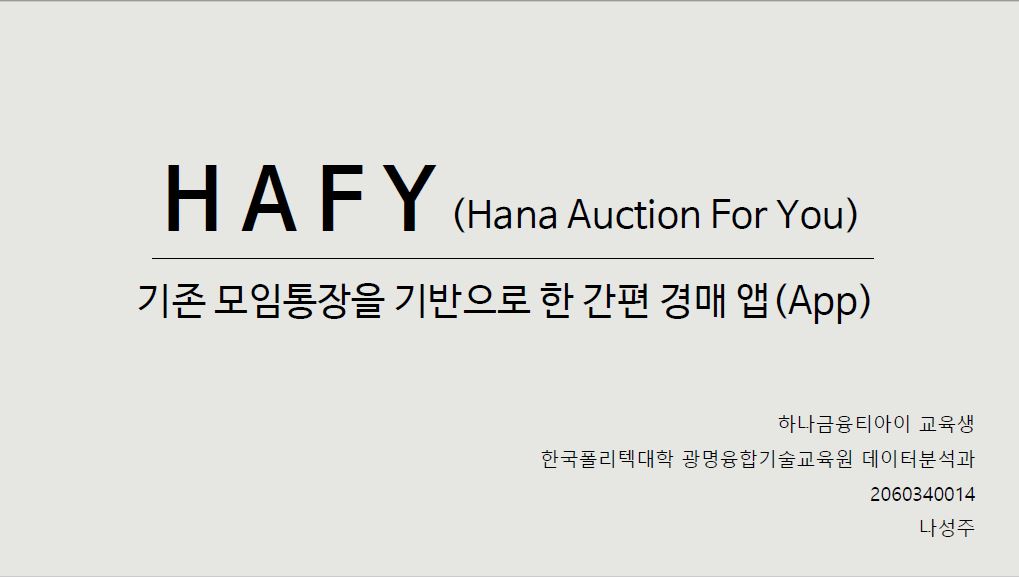 H A F Y (Hana Auction For You)
기존 모임통장을 기반으로 한 간편 경매 앱(App)
하나금융티아이 교육생
한국폴리텍대학 광명융합기술교육원 데이터분석과
2060340014
나성주